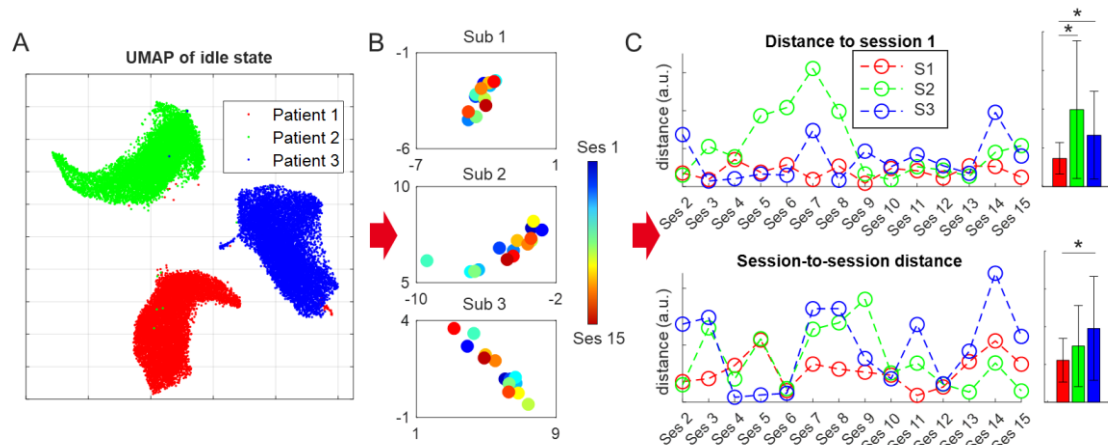 A
UMAP of idle state
Patient 1
Patient 2
Patient 3
B
Sub 1
-1
-6
-7
1
Sub 2
10
5
-10
-2
Sub 3
4
-1
1
9
Ses 1
Ses 15
C
Distance to session 1
distance (a.u.)
S1
S2
S3
Ses 2
Ses 3
Ses 4
Ses 5
Ses 6
Ses 7
Ses 8
Ses 9
Ses 10
Ses 11
Ses 12
Ses 13
Ses 14
Ses 15
*
*
Session-to-session distance
distance (a.u.)
Ses 2
Ses 3
Ses 4
Ses 5
Ses 6
Ses 7
Ses 8
Ses 9
Ses 10
Ses 11
Ses 12
Ses 13
Ses 14
Ses 15
*